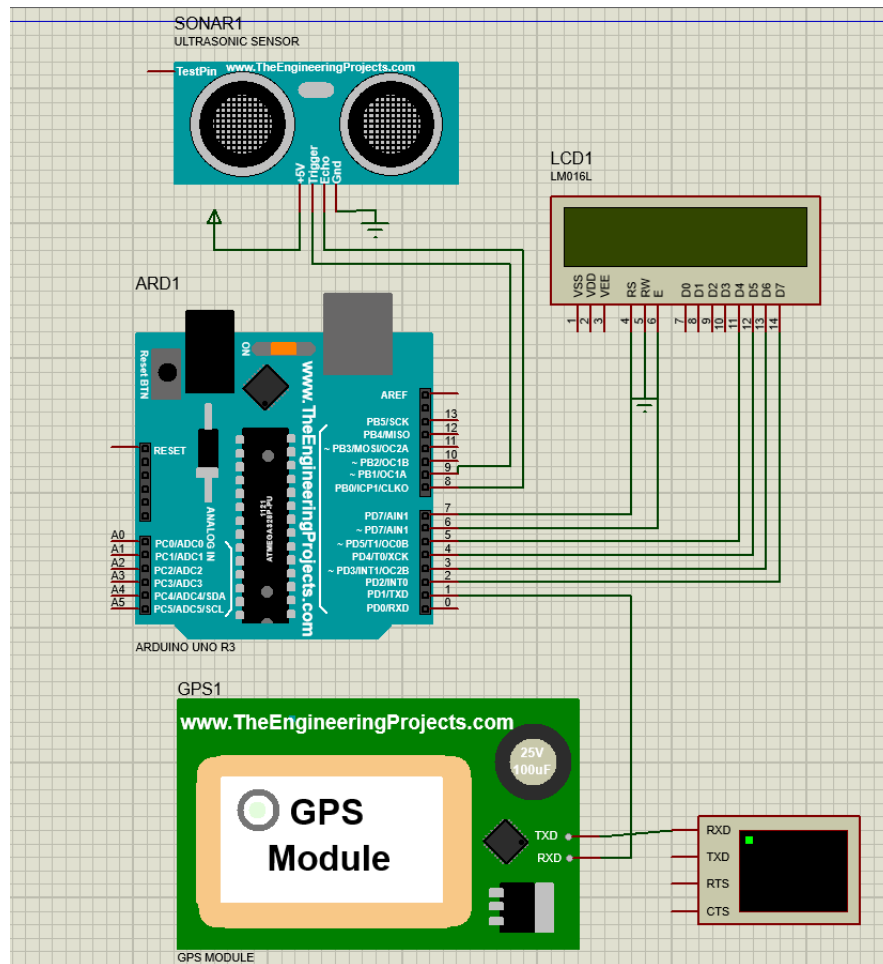 SONAR1
ULTRASONIC SENSOR
TestPin
www.TheEngineeringProjects.com
+5V
Trigger
Echo
Gnd
LCD1
LM016L
VSS
VDD
VEE
RS
RW
E
D0
D1
D2
D3
D4
D5
D6
D7
1
2
3
4
5
6
7
8
9
10
11
12
13
14
ARD1
Reset BTN
ON
www.TheEngineeringProjects.com
1121
ATMEGA328P-PU
RESET
ANALOG IN
AREF
PB5/SCK 13
PB4/MISO 12
~ PB3/MOSI/OC2A 11
~ PB2/OC1B 10
~ PB1/OC1A 9
PB0/ICP1/CLKO 8
PD7/AIN1 7
~ PD7/AIN1 6
~ PD5/T1/OC0B 5
PD4/T0/XCK 4
~ PD3/INT1/OC2B 3
PD2/INT0 2
PD1/TXD 1
PD0/RXD 0
A0 PC0/ADC0
A1 PC1/ADC1
A2 PC2/ADC2
A3 PC3/ADC3
A4 PC4/ADC4/SDA
A5 PC5/ADC5/SCL
ARDUINO UNO R3
GPS1
www.TheEngineeringProjects.com
25V
100uF
GPS
Module
TXD
RXD
GPS MODULE
RXD
TXD
RTS
CTS